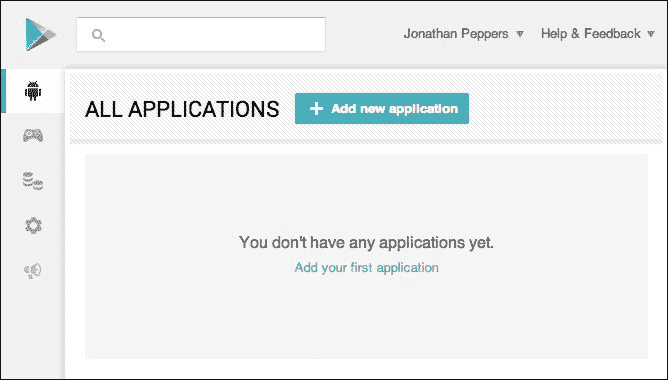 Jonathan Peppers Help & Feedback
ALL APPLICATIONS
Add new application
You don't have any applications yet.
Add your first application